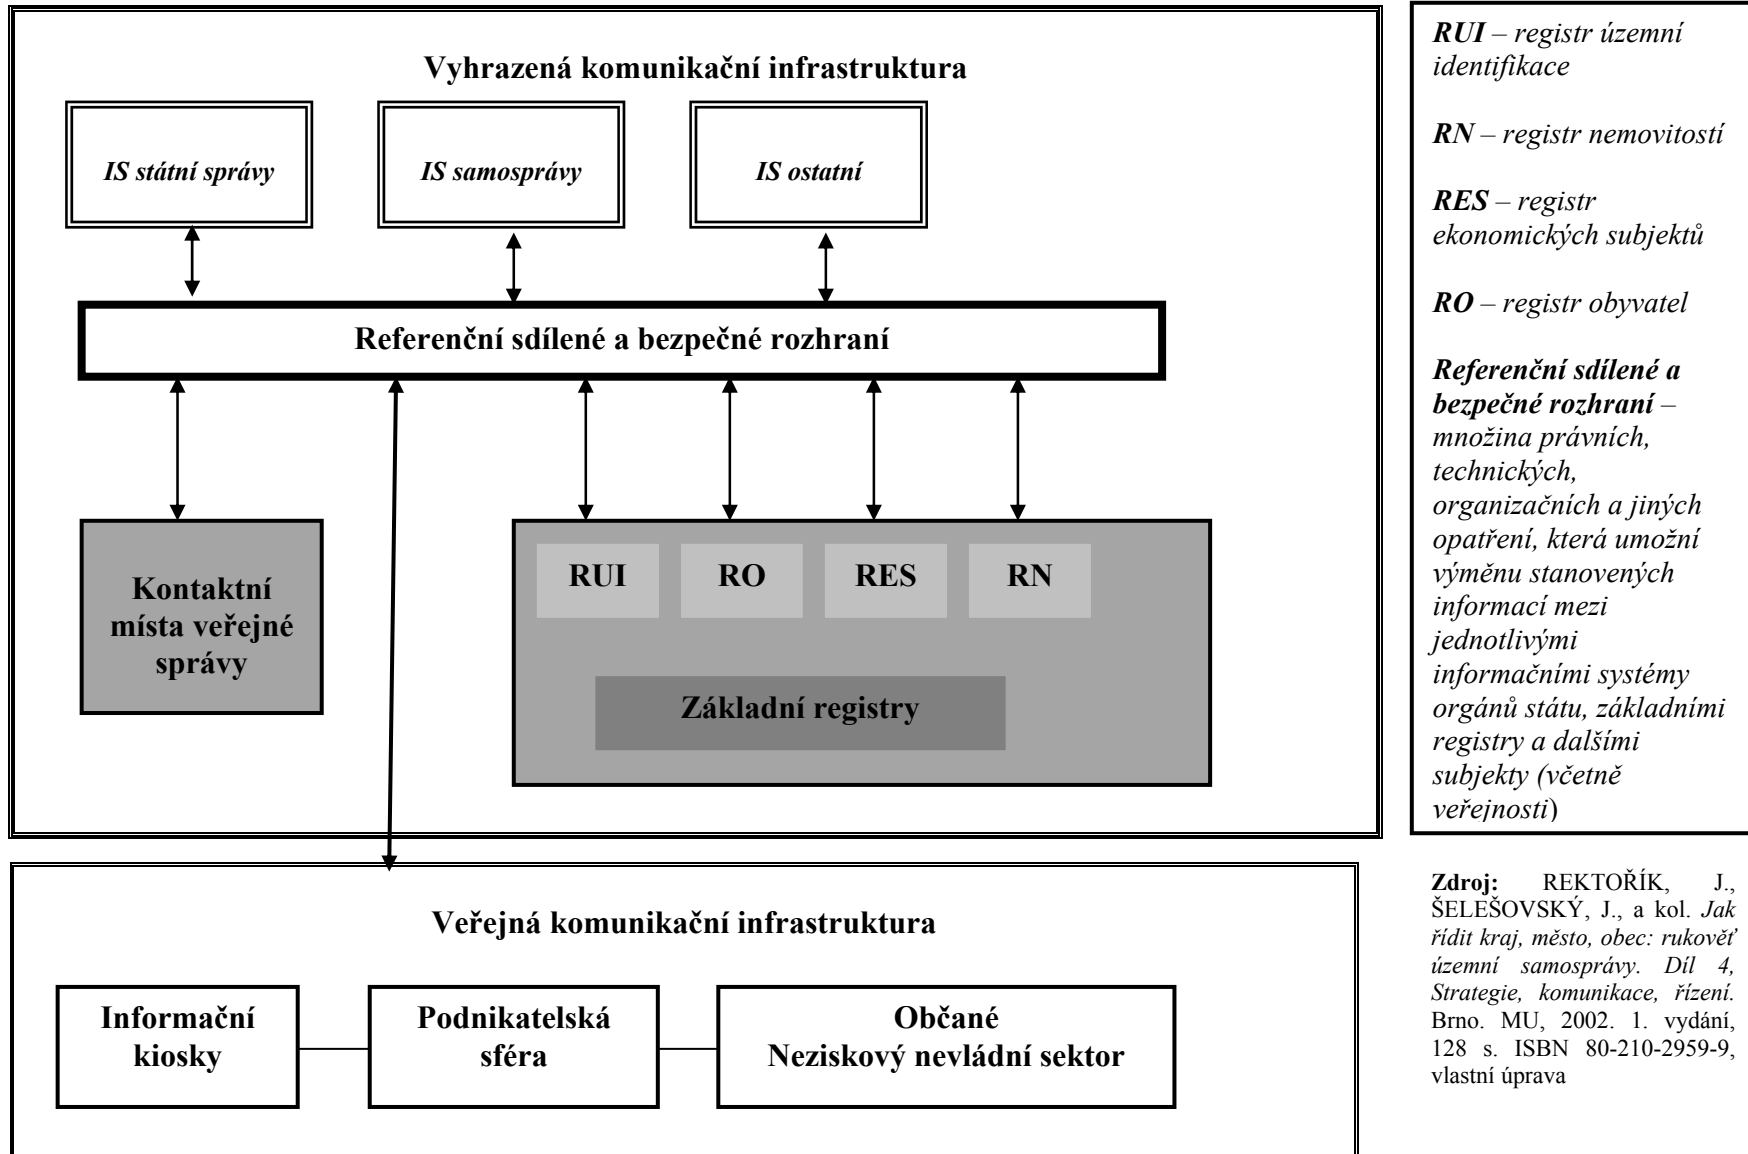 Vyhrazená komunikační infrastruktura
IS státní správy
IS samosprávy
IS ostatní
Referenční sdílené a bezpečné rozhraní
Kontaktní
místa veřejné
správy
RUI
RO
RES
RN
Základní registry
Veřejná komunikační infrastruktura
Informační
kiosky
Podnikatelská
sféra
Občané
Neziskový nevládní sektor
RUI – registr územní
identifikace
RN – registr nemovitostí
RES – registr
ekonomických subjektů
RO – registr obyvatel
Referenční sdílené a
bezpečné rozhraní –
množina právních,
technických,
organizačních a jiných
opatření, která umožní
výměnu stanovených
informací mezi
jednotlivými
informačními systémy
orgánů státu, základními
registry a dalšími
subjekty (včetně
veřejnosti)
Zdroj: REKTOŘÍK, J.,
ŠELEŠOVSKÝ, J., a kol. Jak
řídit kraj, město, obec: rukověť
územní samosprávy. Díl 4,
Strategie, komunikace, řízení.
Brno. MU, 2002. 1. vydání,
128 s. ISBN 80-210-2959-9,
vlastní úprava